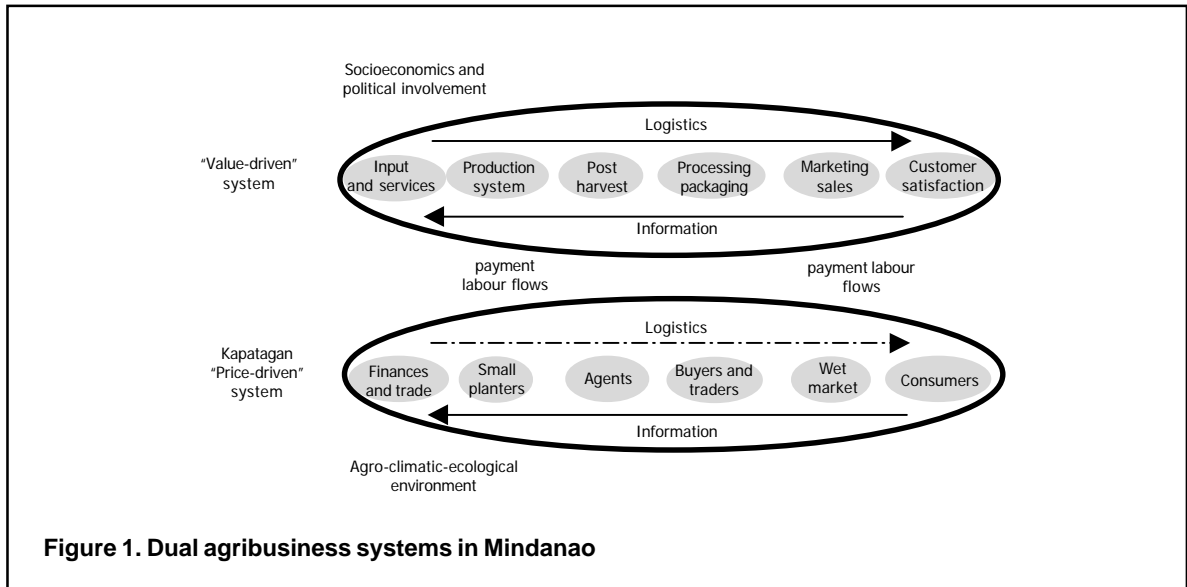 Socioeconomics and
political involvement
Logistics
"Value-driven"
system
Input
and services
Production
system
Post
harvest
Processing
packaging
Marketing
sales
Customer
satisfaction
Information
payment
labour flows
payment labour
flows
Logistics
Kapatagan
"Price-driven"
system
Finances
and trade
Small
planters
Agents
Buyers and
traders
Wet
market
Consumers
Information
Agro-climatic-ecological
environment
Figure 1. Dual agribusiness systems in Mindanao